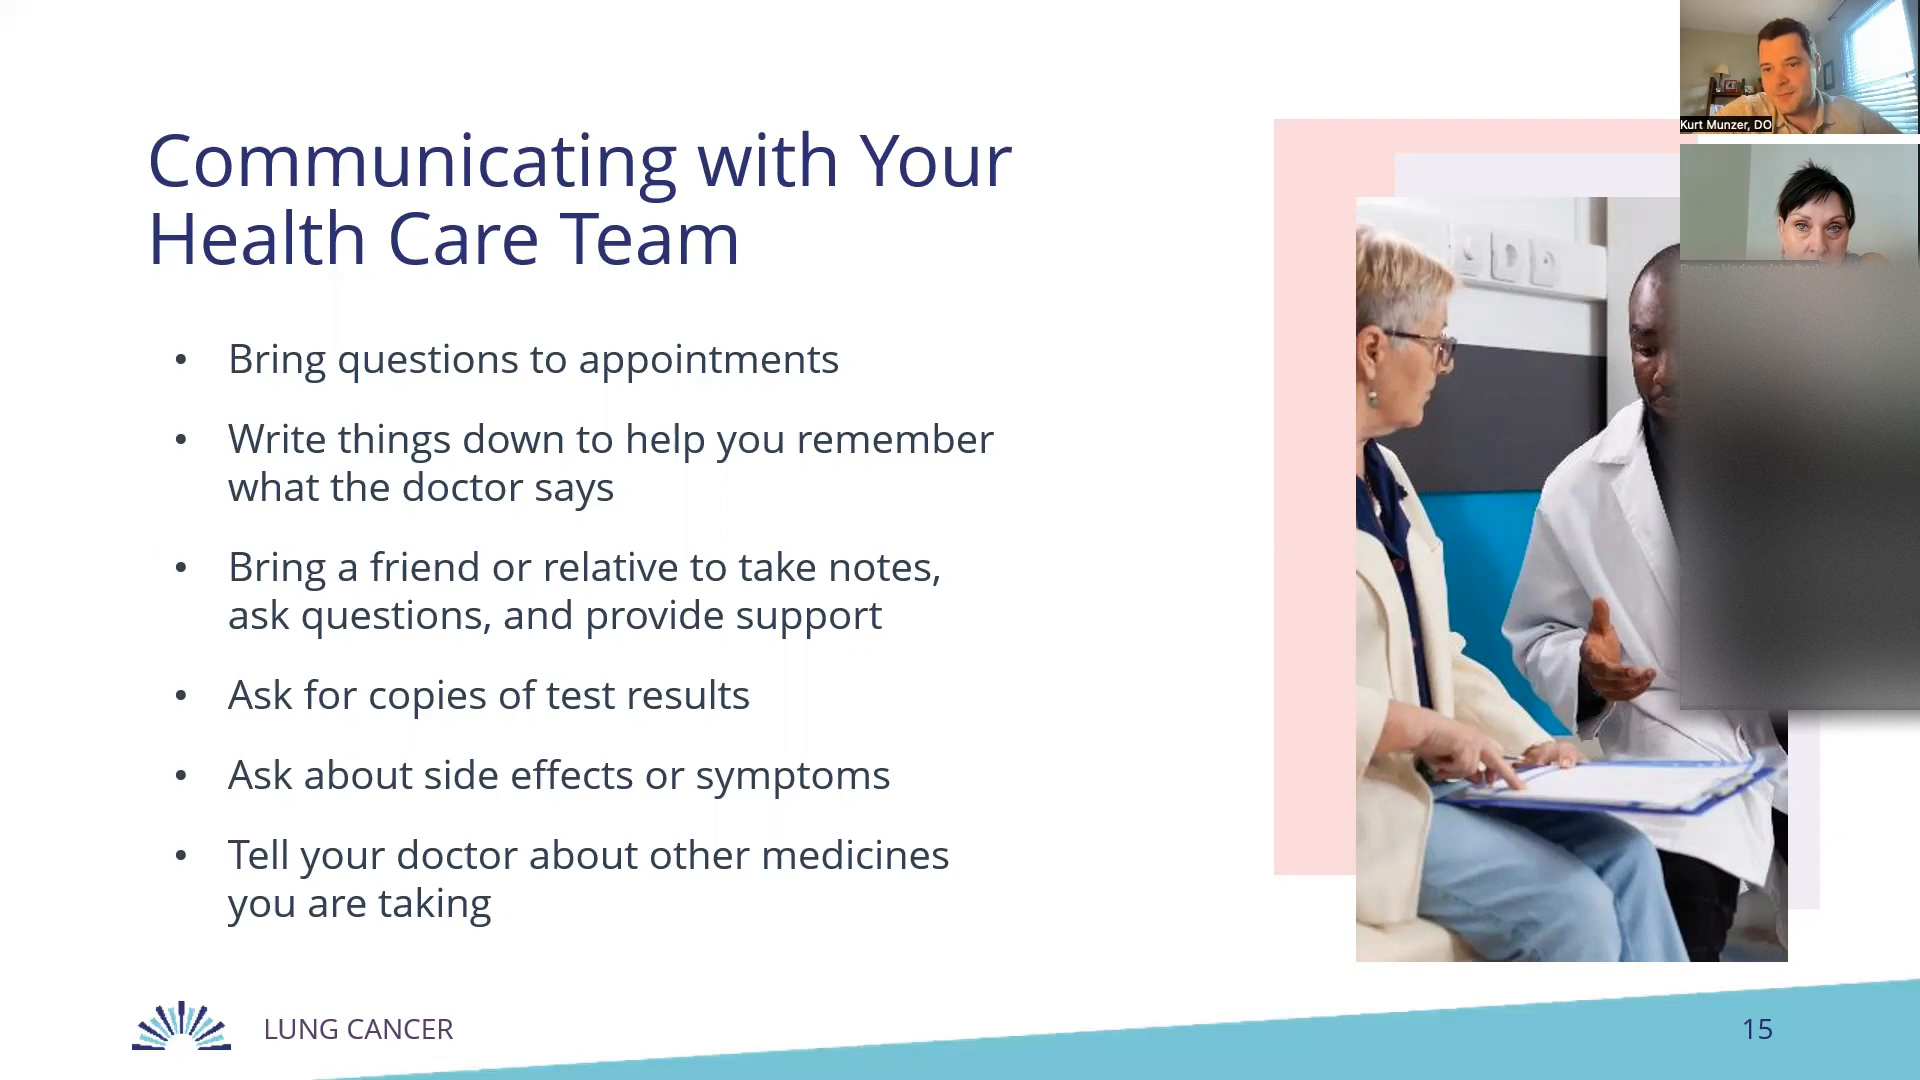 Communicating with Your
Health Care Team
• Bring questions to appointments
• Write things down to help you remember
what the doctor says
• Bring a friend or relative to take notes,
ask questions, and provide support
• Ask for copies of test results
• Ask about side effects or symptoms
• Tell your doctor about other medicines
you are taking
LUNG CANCER
15
Kurt Munzer, DO